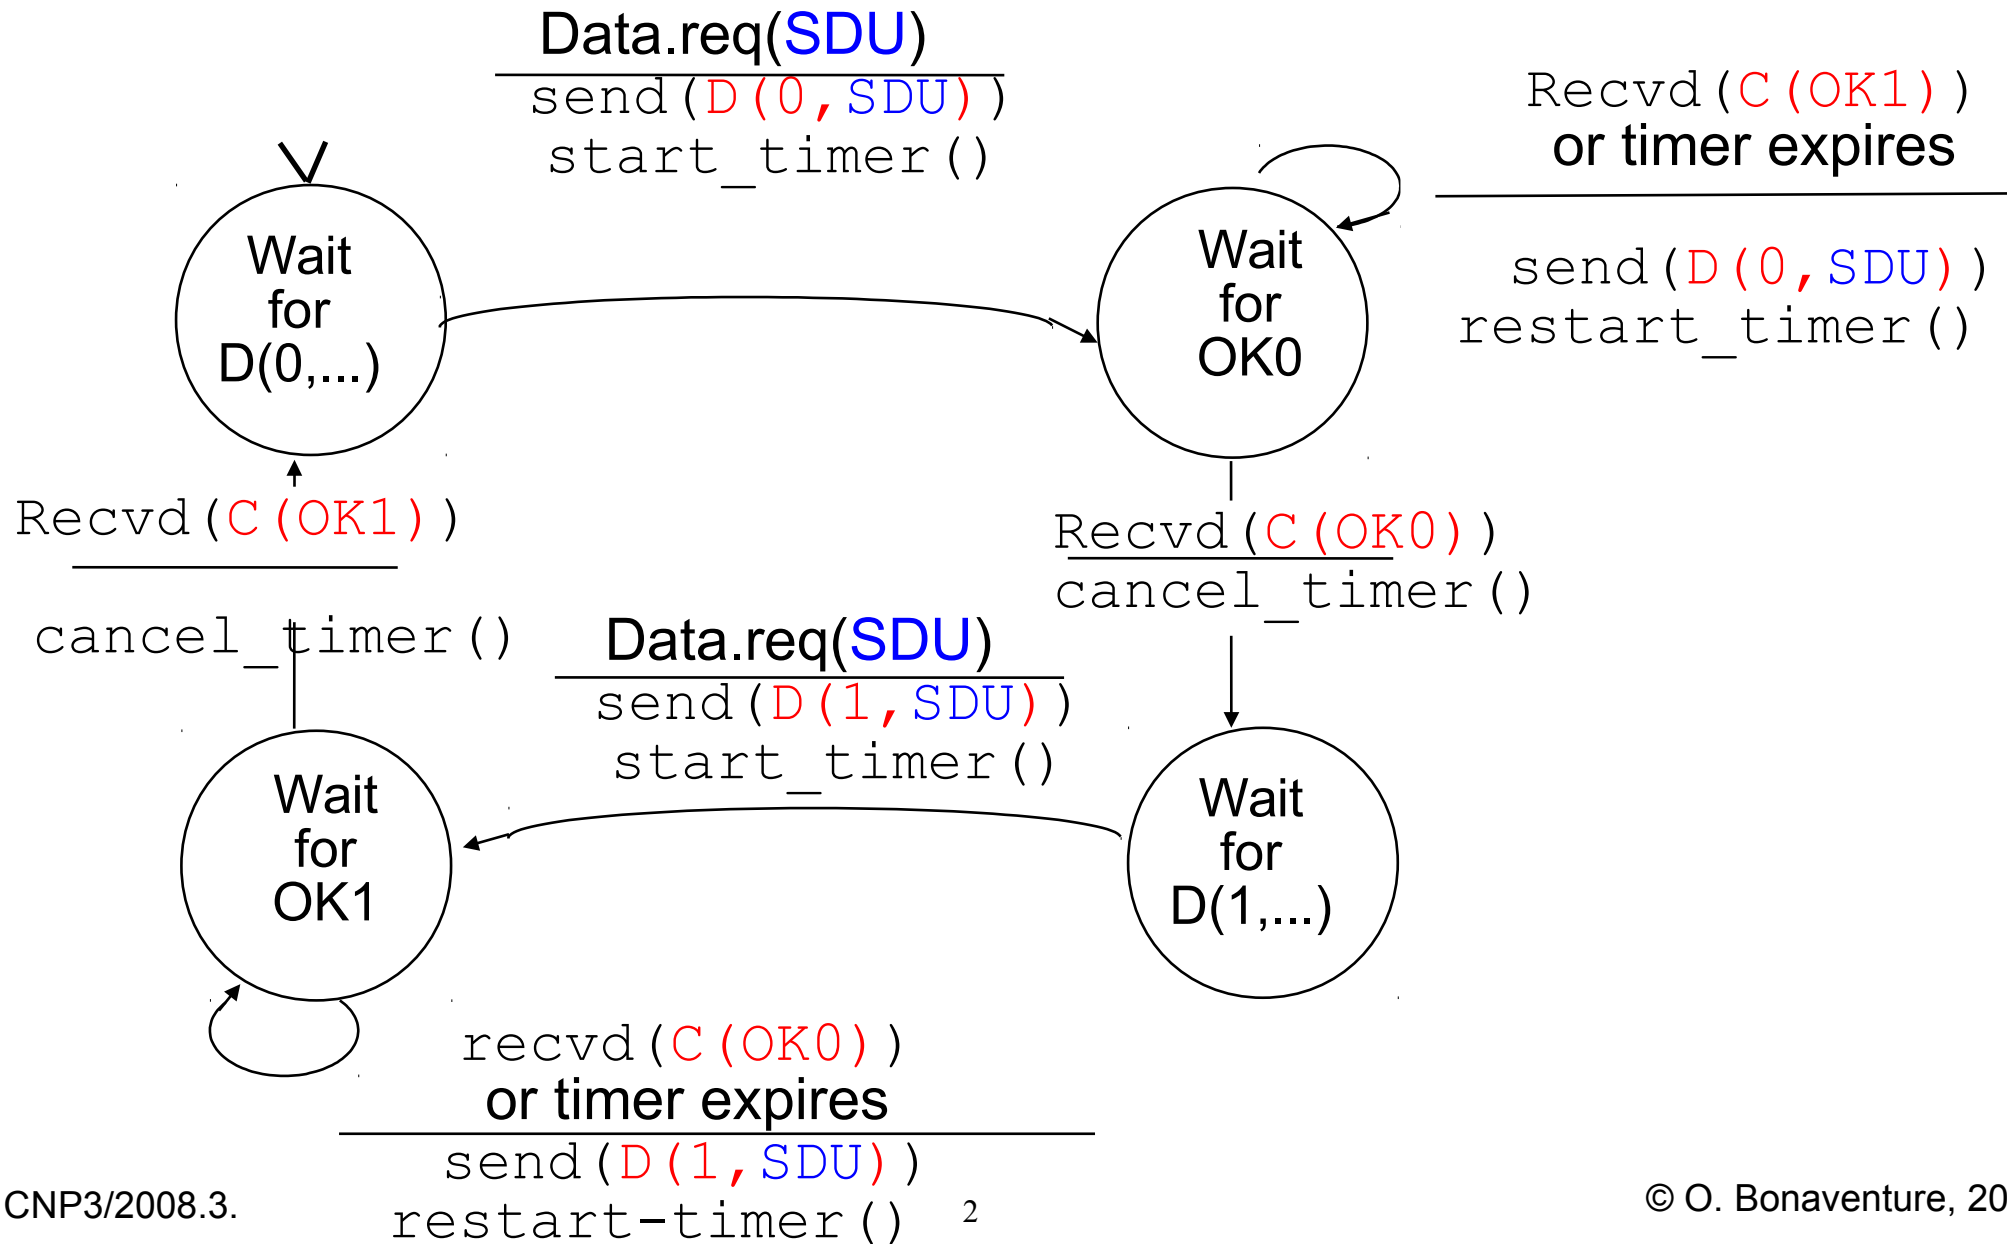 Data.req(SDU)
send(D(0,SDU))
start_timer()
Recvd(C(OK1))
or timer expires
send(D(0,SDU))
restart_timer()
Wait
for
D(0,...)
Wait
for
OK0
Recvd(C(OK1))
cancel_timer()
Recvd(C(OK0))
cancel_timer()
Data.req(SDU)
send(D(1,SDU))
start_timer()
Wait
for
OK1
Wait
for
D(1,...)
recvd(C(OK0))
or timer expires
send(D(1,SDU))
restart-timer()
CNP3/2008.3.
2
© O. Bonaventure, 20